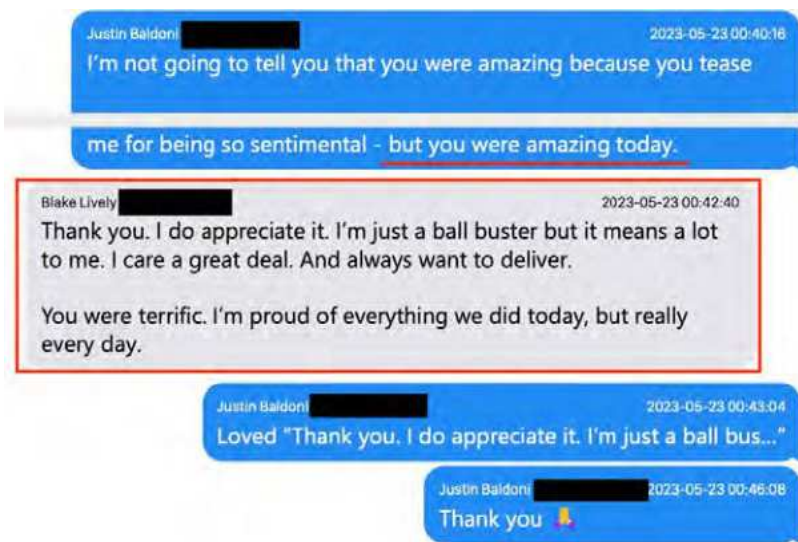 Justin Baldoni 2023-05-23 00:40:16
I'm not going to tell you that you were amazing because you tease
me for being so sentimental - but you were amazing today.
Blake Lively 2023-05-23 00:42:40
Thank you. I do appreciate it. I'm just a ball buster but it means a lot
to me. I care a great deal. And always want to deliver.
You were terrific. I'm proud of everything we did today, but really
every day.
Justin Baldoni 2023-05-23 00:43:04
Loved "Thank you. I do appreciate it. I'm just a ball bus..."
Justin Baldoni 2023-05-23 00:46:08
Thank you 🙏